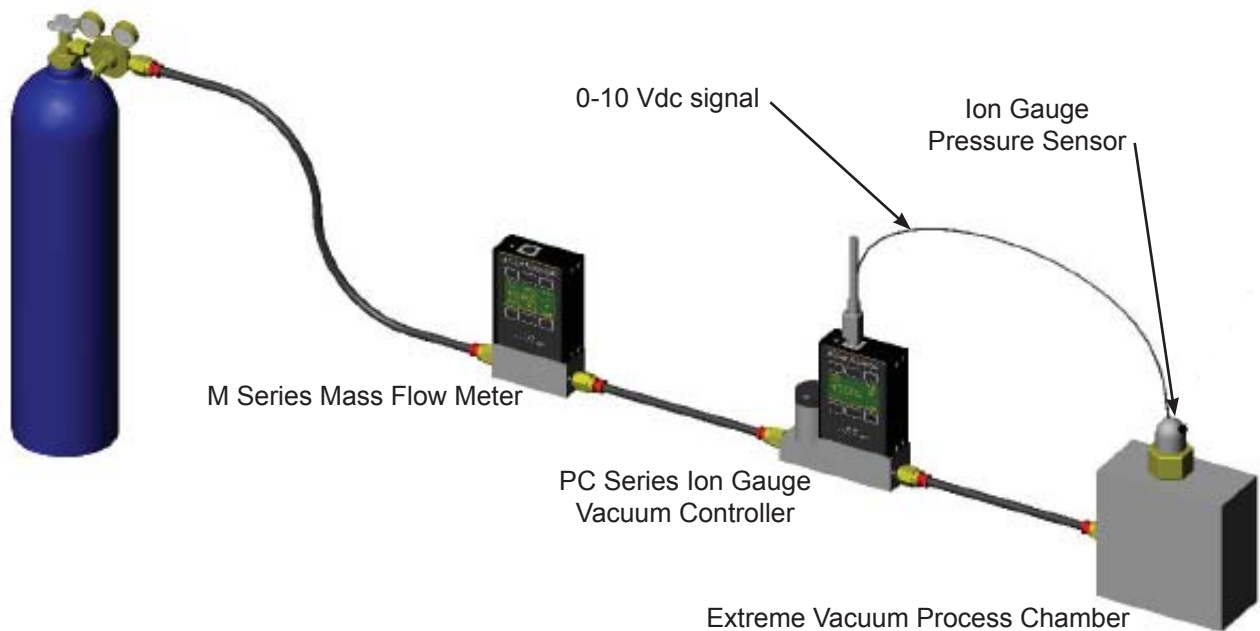 0-10 Vdc signal
Ion Gauge
Pressure Sensor
M Series Mass Flow Meter
PC Series Ion Gauge
Vacuum Controller
Extreme Vacuum Process Chamber